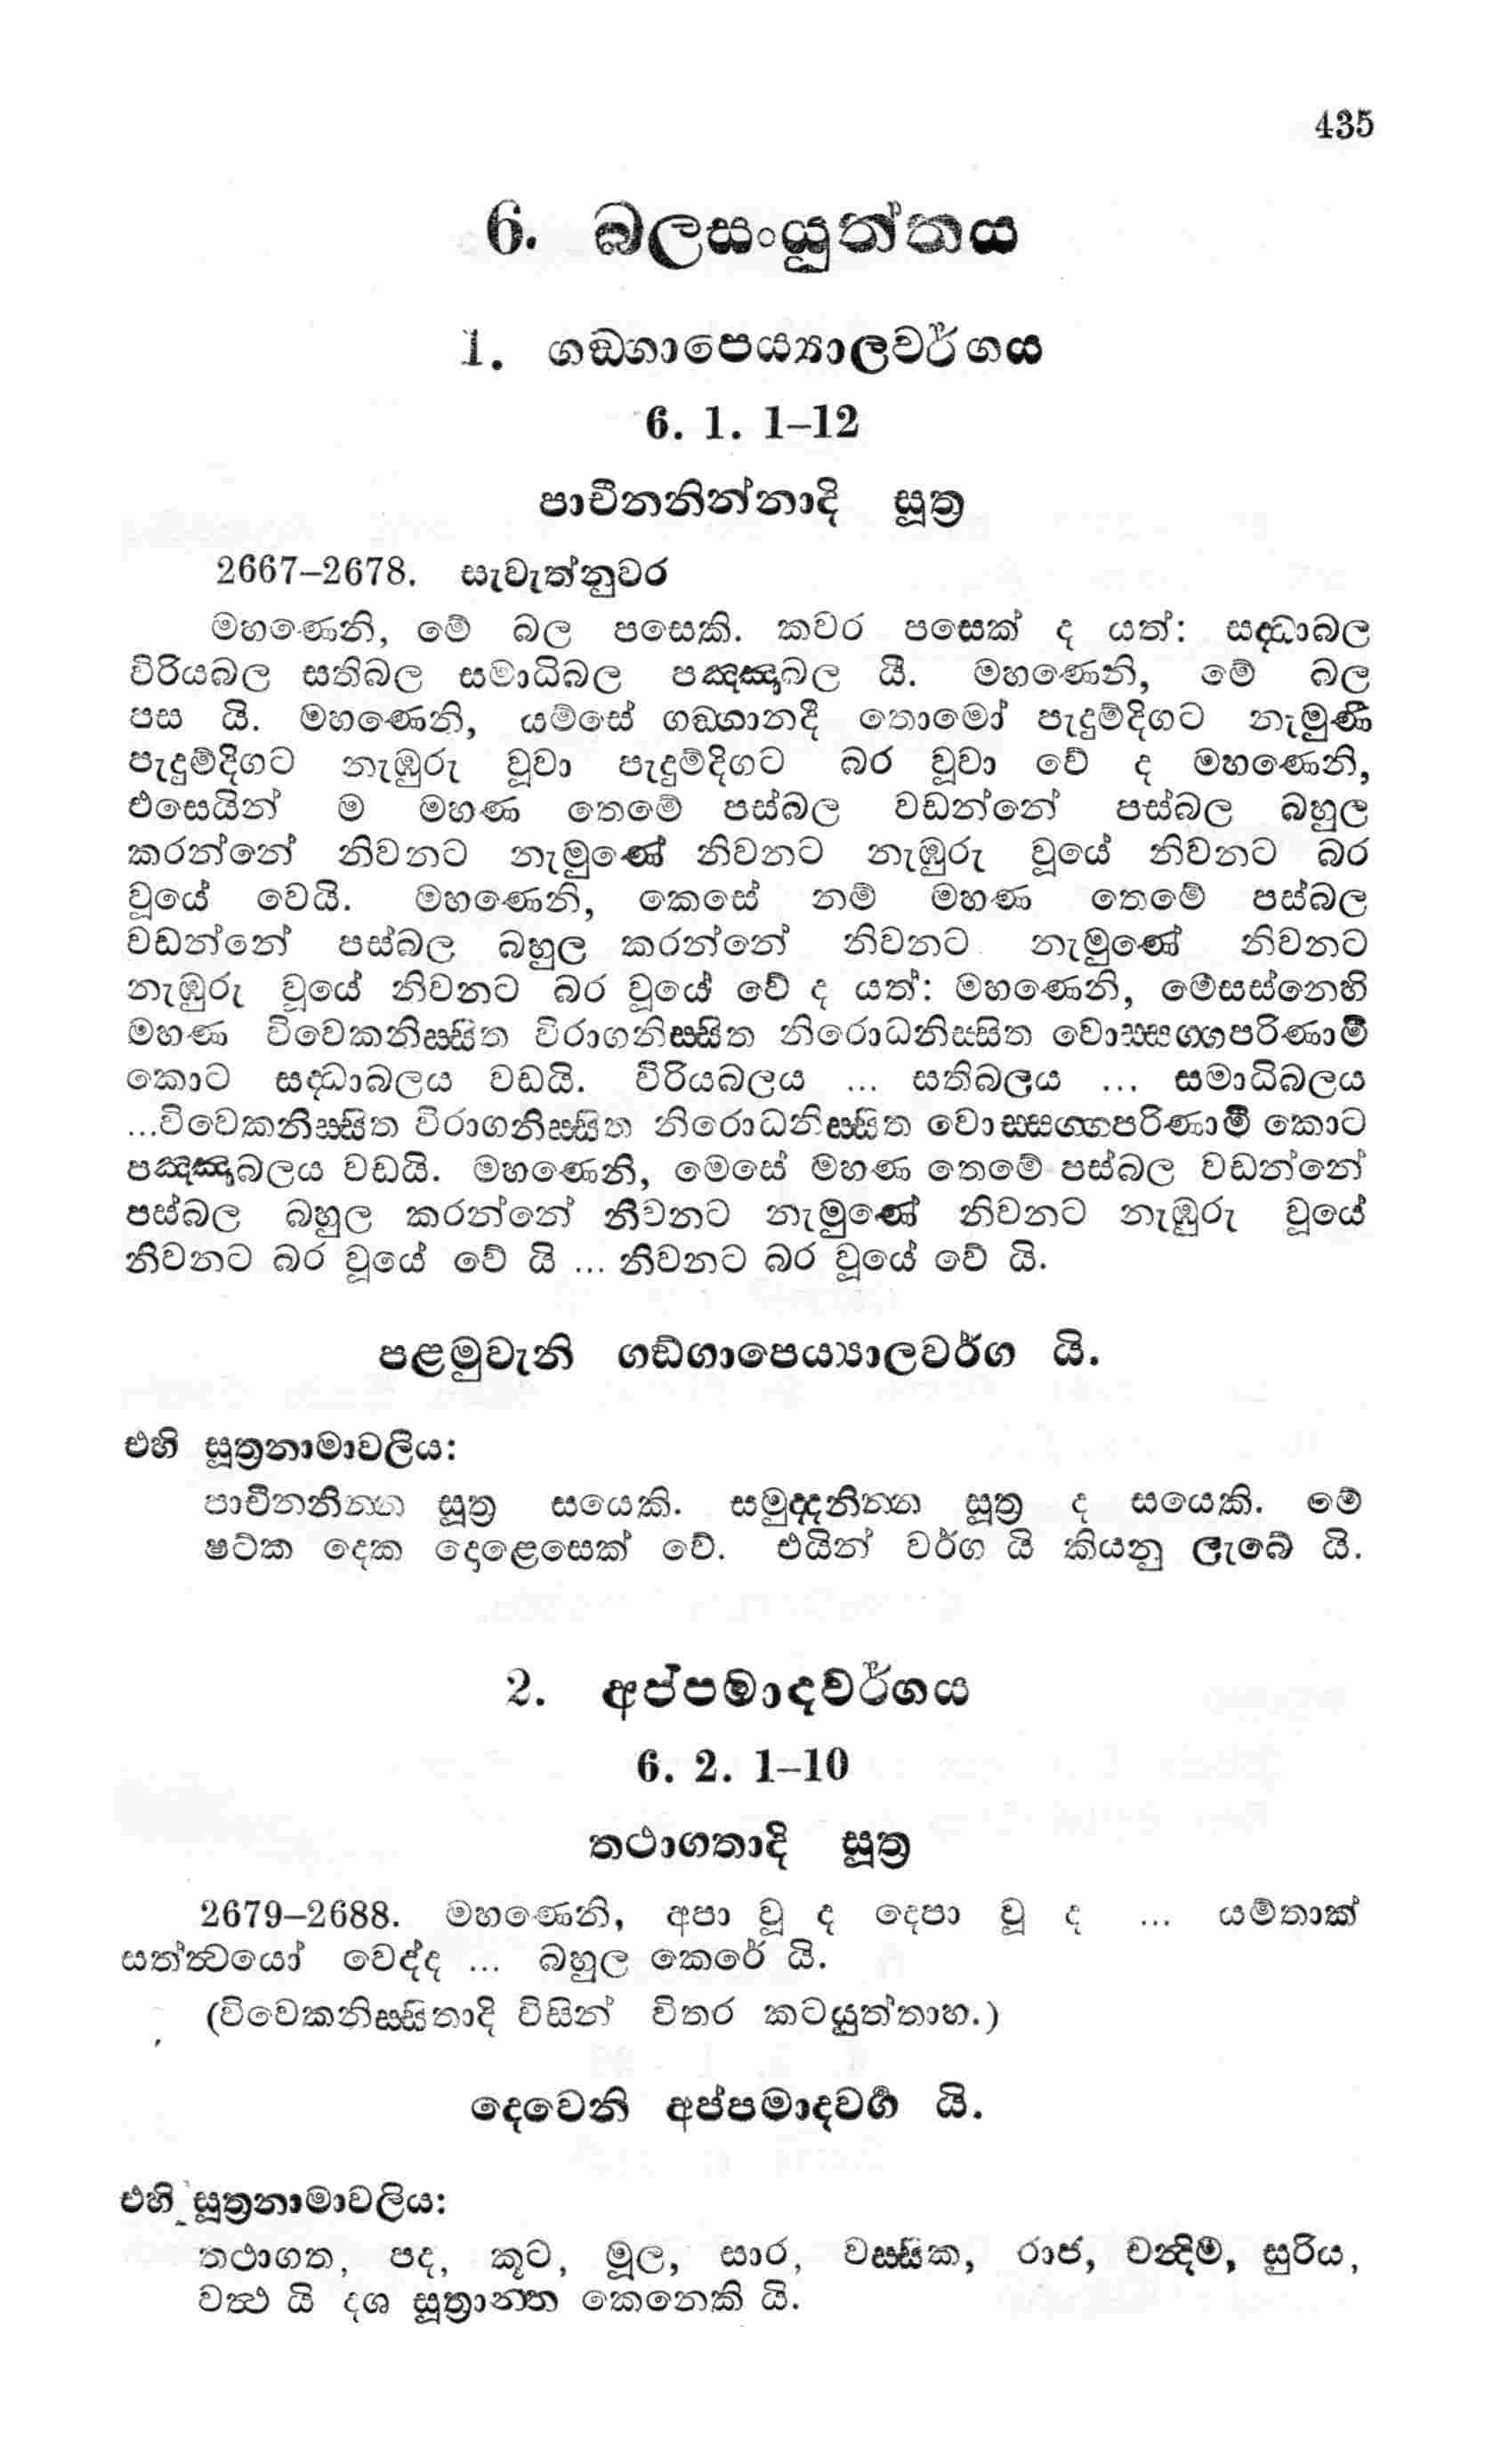 435
6. බලසංයුත්තය
1. ගඞ්ගාපෙය්‍යාලවර්ගය
6. 1. 1–12
පාචීනනින්නාදි සූත්‍ර
2667–2678. සැවැත්නුවර
මහණෙනි, මේ බල පසෙකි. කවර පසෙක් ද යත්: සද්ධාබල
විරියබල සතිබල සමාධිබල පඤ්ඤාබල යි. මහණෙනි, මේ බල
පස යි. මහණෙනි, යම්සේ ගඞ්ගානදී තොමෝ පැදුම්දිගට නැමුණී
පැදුම්දිගට නැඹුරු වූවා පැදුම්දිගට බර වූවා වේ ද මහණෙනි,
එසෙයින් ම මහණ තෙමේ පස්බල වඩන්නේ පස්බල බහුල
කරන්නේ නිවනට නැමුණේ නිවනට නැඹුරු වූයේ නිවනට බර
වූයේ වෙයි. මහණෙනි, කෙසේ නම් මහණ තෙමේ පස්බල
වඩන්නේ පස්බල බහුල කරන්නේ නිවනට නැමුණේ නිවනට
නැඹුරු වූයේ නිවනට බර වූයේ වේ ද යත්: මහණෙනි, මේසස්නෙහි
මහණ විවෙකනිස්සිත විරාගනිස්සිත නිරොධනිස්සිත වොස්සග්ගපරිණාමී
කොට සද්ධාබලය වඩයි. විරියබලය ... සතිබලය ... සමාධිබලය
...විවෙකනිස්සිත විරාගනිස්සිත නිරොධනිස්සිත වොස්සග්ගපරිණාමී කොට
පඤ්ඤාබලය වඩයි. මහණෙනි, මෙසේ මහණ තෙමේ පස්බල වඩන්නේ
පස්බල බහුල කරන්නේ නිවනට නැමුණේ නිවනට නැඹුරු වූයේ
නිවනට බර වූයේ වේ යි ... නිවනට බර වූයේ වේ යි.
පළමුවැනි ගඞ්ගාපෙය්‍යාලවර්ග යි.
එහි සූත්‍රනාමාවලිය:
පාචීනනින්න සූත්‍ර සයෙකි. සමුද්දනින්න සූත්‍ර ද සයෙකි. මේ
ෂට්ක දෙක දොළෙසෙක් වේ. එයින් වර්ග යි කියනු ලැබේ යි.
2. අප්පමාදවර්ගය
6. 2. 1–10
තථාගතාදි සූත්‍ර
2679–2688. මහණෙනි, අපා වූ ද දෙපා වූ ද ... යම්තාක්
සත්ත්වයෝ වෙද්ද ... බහුල කෙරේ යි.
(විවෙකනිස්සිතාදි විසින් විතර කටයුත්තාහ.)
දෙවෙනි අප්පමාදවර්‍ග යි.
එහි සූත්‍රනාමාවලිය:
තථාගත, පද, කූට, මූල, සාර, වස්සික, රාජ, චන්දිම, සුරිය,
වත්ථ යි දශ සූත්‍රාන්ත කෙනෙකි යි.